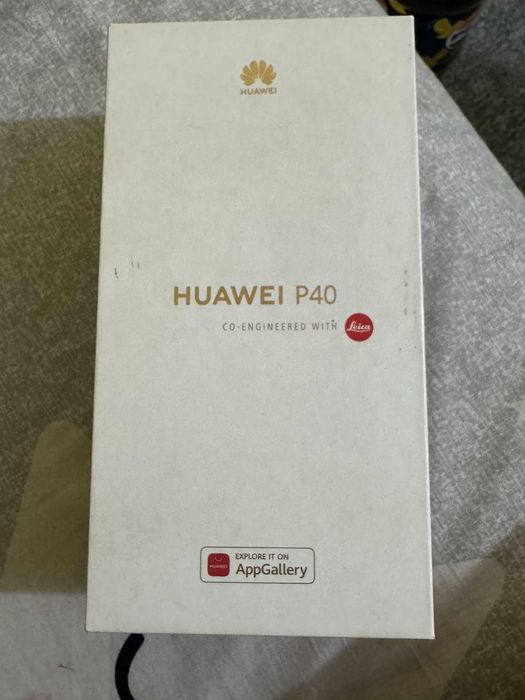 HUAWEI
HUAWEI P40
CO-ENGINEERED WITH Leica
EXPLORE IT ON
HUAWEI AppGallery